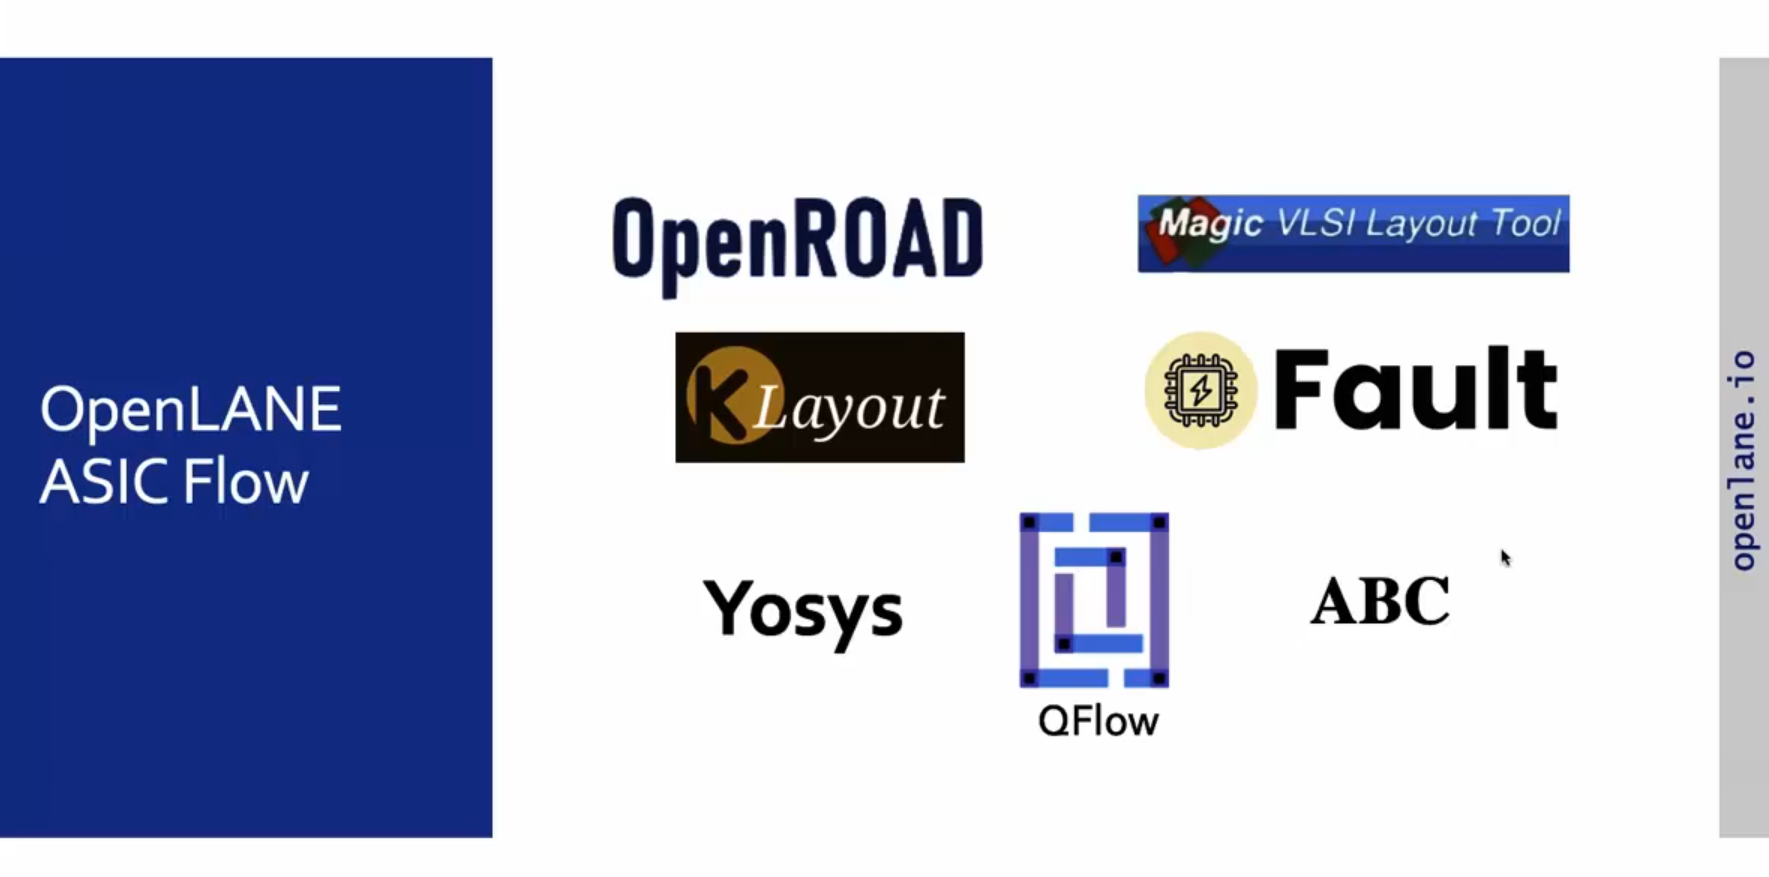 OpenLANE
ASIC Flow
OpenROAD
Magic VLSI Layout Tool
KLayout
Fault
Yosys
QFlow
ABC
openlane.io